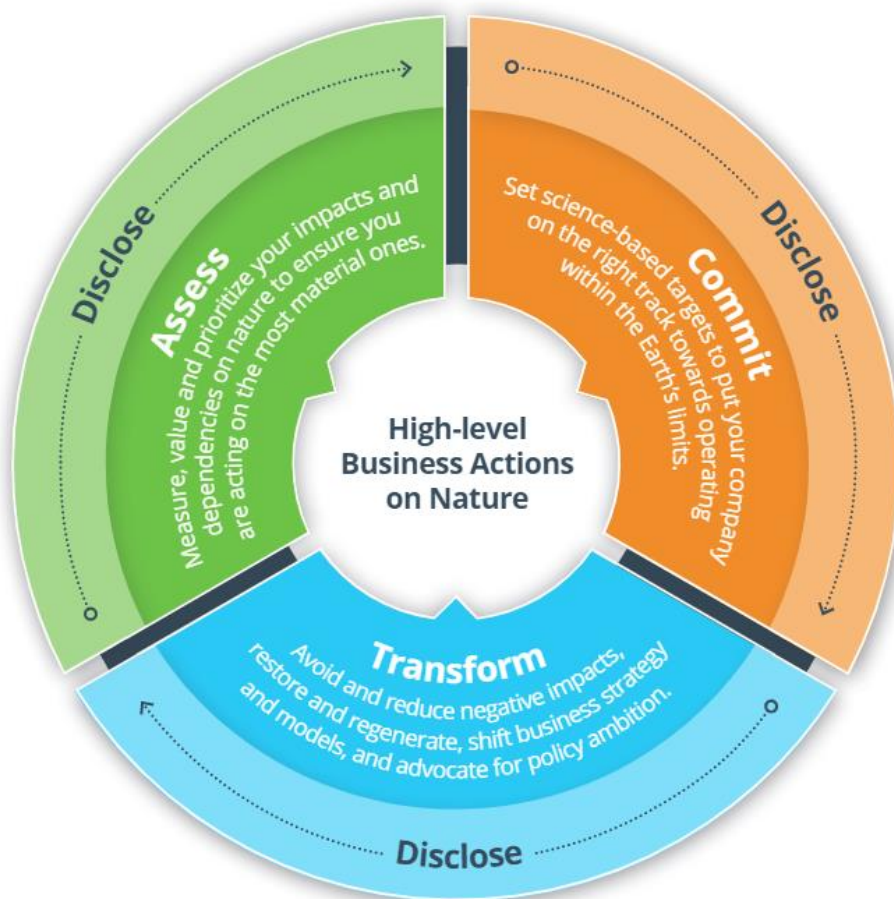 High-level
Business Actions
on Nature
Disclose
Assess
Measure, value and prioritize your impacts and
dependencies on nature to ensure you
are acting on the most material ones.
Disclose
Commit
Set science-based targets to put your company
on the right track towards operating
within the Earth's limits.
Disclose
Transform
Avoid and reduce negative impacts,
restore and regenerate, shift business strategy
and models, and advocate for policy ambition.